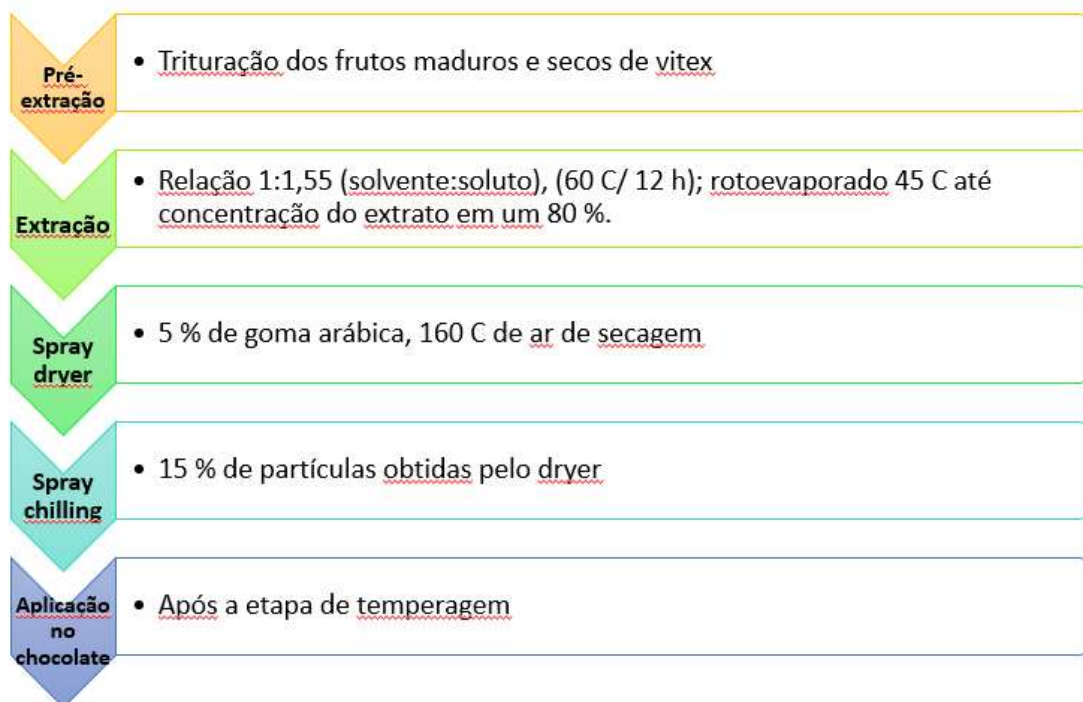 Pré-
extração
• Trituração dos frutos maduros e secos de vitex
Extração
• Relação 1:1,55 (solvente:soluto), (60 C/ 12 h); rotoevaporado 45 C até
concentração do extrato em um 80 %.
Spray
dryer
• 5 % de goma arábica, 160 C de ar de secagem
Spray
chilling
• 15 % de partículas obtidas pelo dryer
Aplicação
no
chocolate
• Após a etapa de temperagem